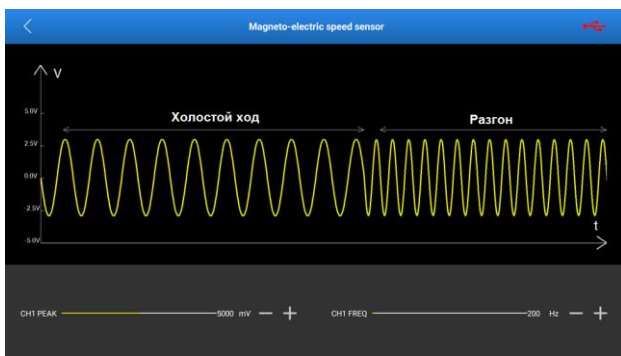 Magneto-electric speed sensor
V
5.0V
Холостой ход
Разгон
2.5V
0.0V
-2.5V
t
-5.0V
CH1 PEAK 5000 mV — + CH1 FREQ 200 Hz — +